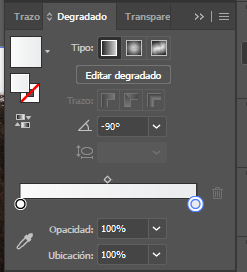 Trazo Degradado Transpare
Tipo:
Editar degradado
Trazo:
-90°
Opacidad: 100%
Ubicación: 100%